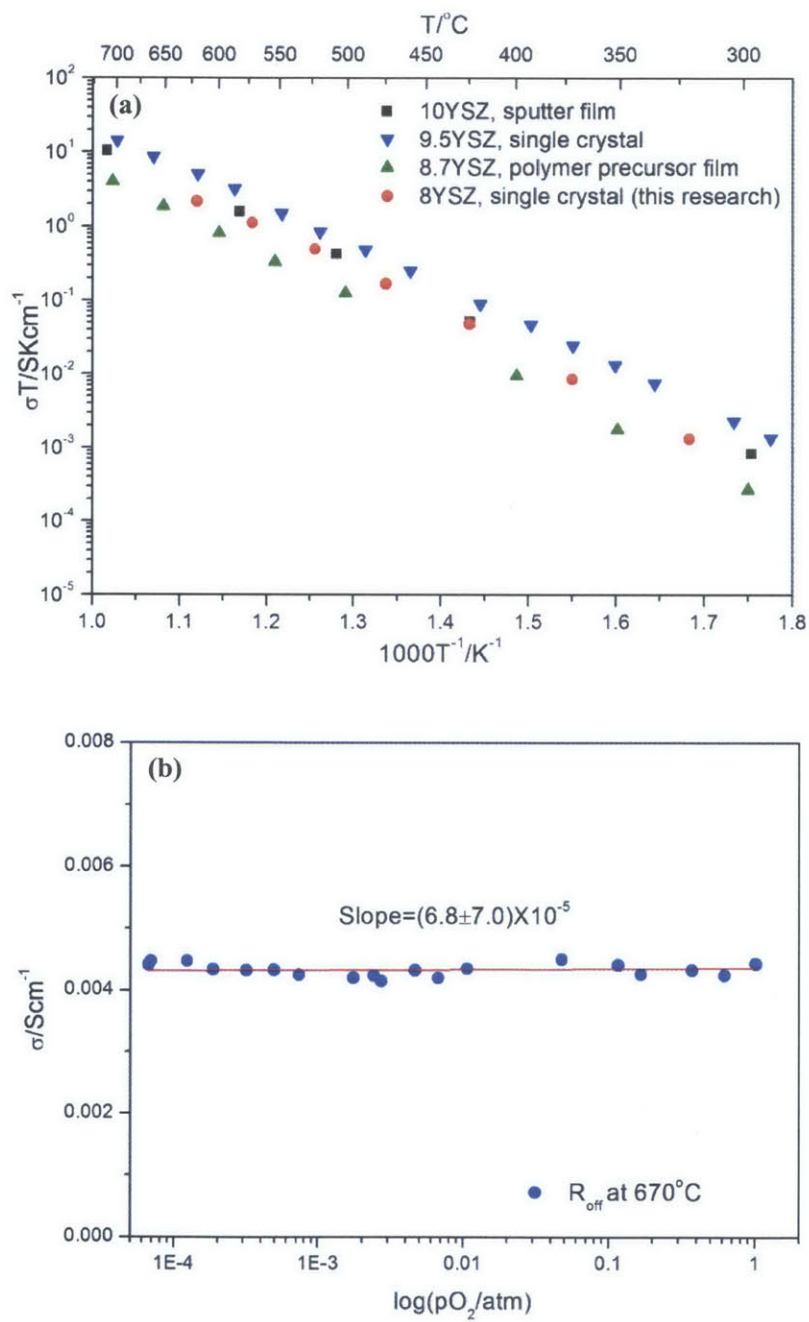 T/°C
700 650 600 550 500 450 400 350 300
(a)
10YSZ, sputter film
9.5YSZ, single crystal
8.7YSZ, polymer precursor film
8YSZ, single crystal (this research)
10²
10¹
10⁰
10⁻¹
10⁻²
10⁻³
10⁻⁴
10⁻⁵
σT/SKcm⁻¹
1.0 1.1 1.2 1.3 1.4 1.5 1.6 1.7 1.8
1000T⁻¹/K⁻¹
(b)
0.008
0.006
0.004
0.002
0.000
σ/Scm⁻¹
Slope=(6.8±7.0)X10⁻⁵
R_off at 670°C
1E-4 1E-3 0.01 0.1 1
log(pO₂/atm)